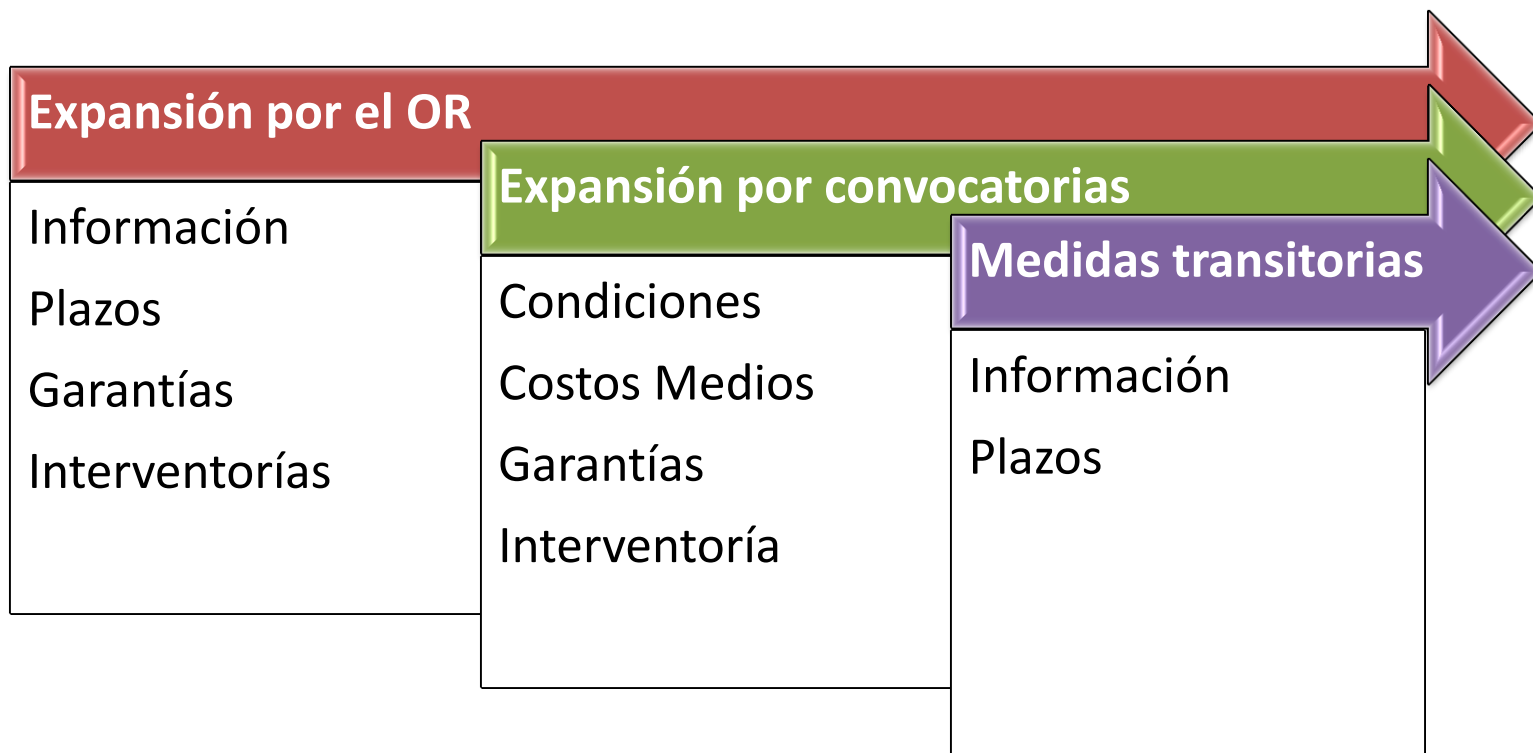 Expansión por el OR
Información
Plazos
Garantías
Interventorías
Expansión por convocatorias
Condiciones
Costos Medios
Garantías
Interventoría
Medidas transitorias
Información
Plazos